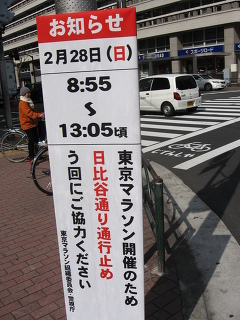 お知らせ
2月28日(日)
8:55
〜
13:05頃
東京マラソン開催のため
日比谷通り通行止め
う回にご協力ください
東京マラソン組織委員会・警視庁